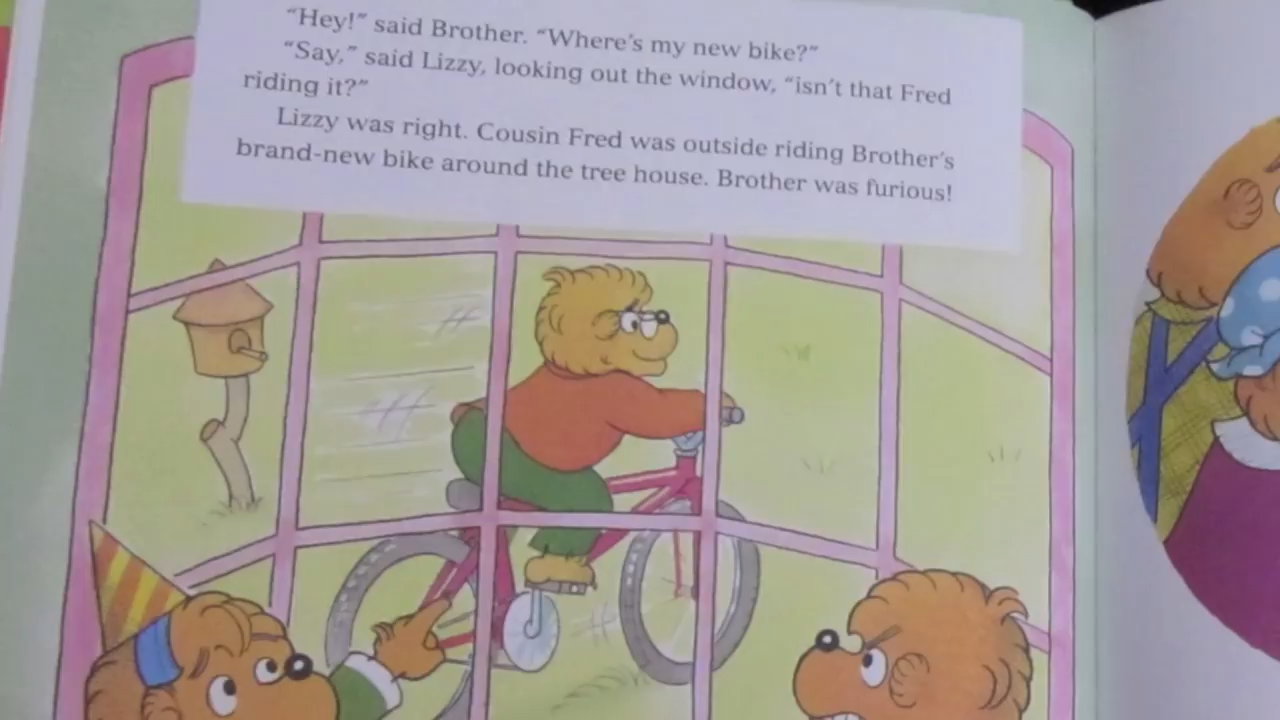 “Hey!” said Brother. “Where’s my new bike?”
“Say,” said Lizzy, looking out the window, “isn’t that Fred
riding it?”
Lizzy was right. Cousin Fred was outside riding Brother’s
brand-new bike around the tree house. Brother was furious!